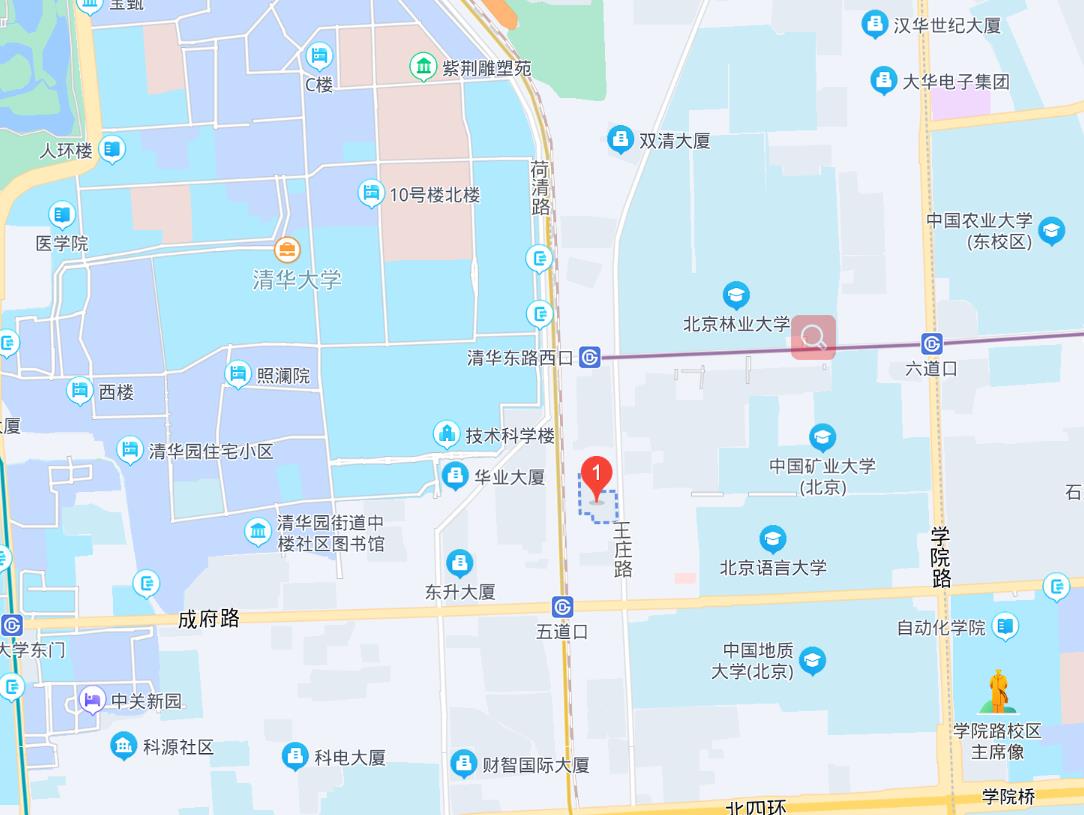 宝甄
汉华世纪大厦
C楼
紫荆雕塑苑
大华电子集团
双清大厦
人环楼
荷清路
10号楼北楼
医学院
中国农业大学
(东校区)
清华大学
北京林业大学
清华东路西口
六道口
照澜院
西楼
大厦
技术科学楼
清华园住宅小区
华业大厦
中国矿业大学
(北京)
1
石
清华园街道中
楼社区图书馆
王庄路
学院路
北京语言大学
东升大厦
成府路
五道口
自动化学院
大学东门
中国地质
大学(北京)
中关新园
学院路校区
主席像
科源社区
科电大厦
财智国际大厦
学院桥
北四环